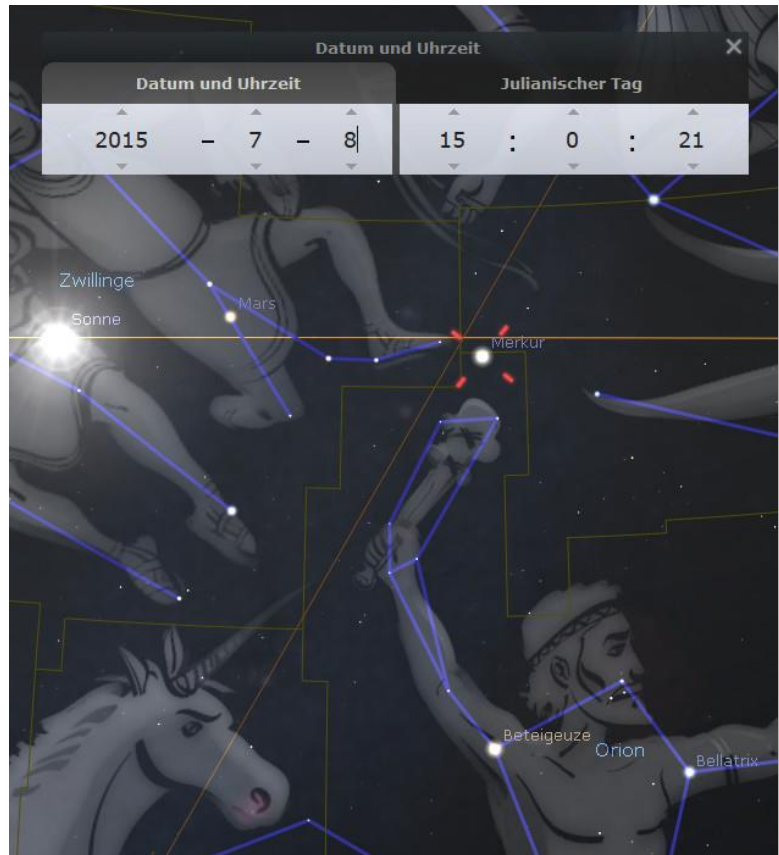 Datum und Uhrzeit
Datum und Uhrzeit
Julianischer Tag
2015 – 7 – 8 15 : 0 : 21
Zwillinge
Mars
Sonne
Merkur
Beteigeuze
Orion
Bellatrix